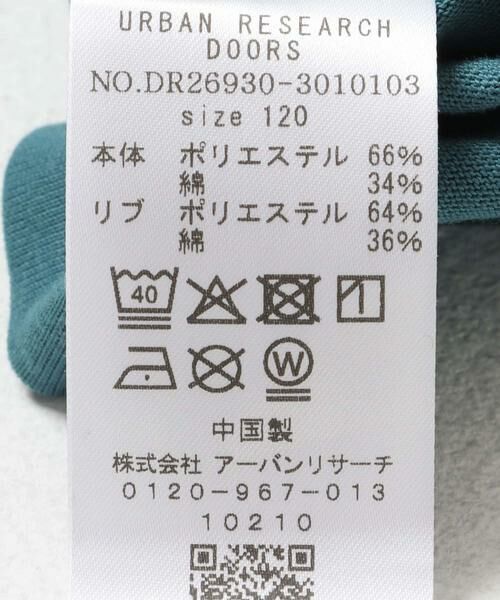 URBAN RESEARCH
DOORS
NO.DR26930-3010103
size 120
本体 ポリエステル 66%
綿 34%
リブ ポリエステル 64%
綿 36%
40
W
中国製
株式会社 アーバンリサーチ
0120-967-013
10210